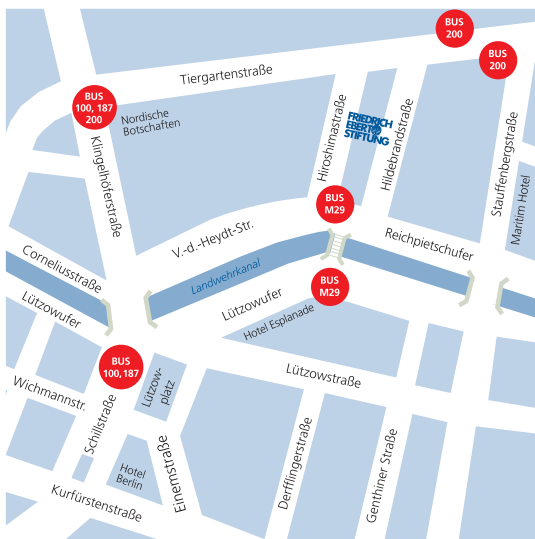 BUS
200
BUS
200
Tiergartenstraße
BUS
100, 187
200
Nordische
Botschaften
FRIEDRICH
EBERT
STIFTUNG
Hiroshimastraße
Hildebrandstraße
Stauffenbergstraße
Maritim Hotel
Klingelhöferstraße
BUS
M29
V.-d.-Heydt-Str.
Reichpietschufer
Corneliusstraße
Landwehrkanal
BUS
M29
Lützowufer
Lützowufer
Hotel Esplanade
BUS
100, 187
Lützow-
platz
Lützowstraße
Wichmannstr.
Schillstraße
Hotel
Berlin
Einemstraße
Derfflingerstraße
Genthiner Straße
Kurfürstenstraße